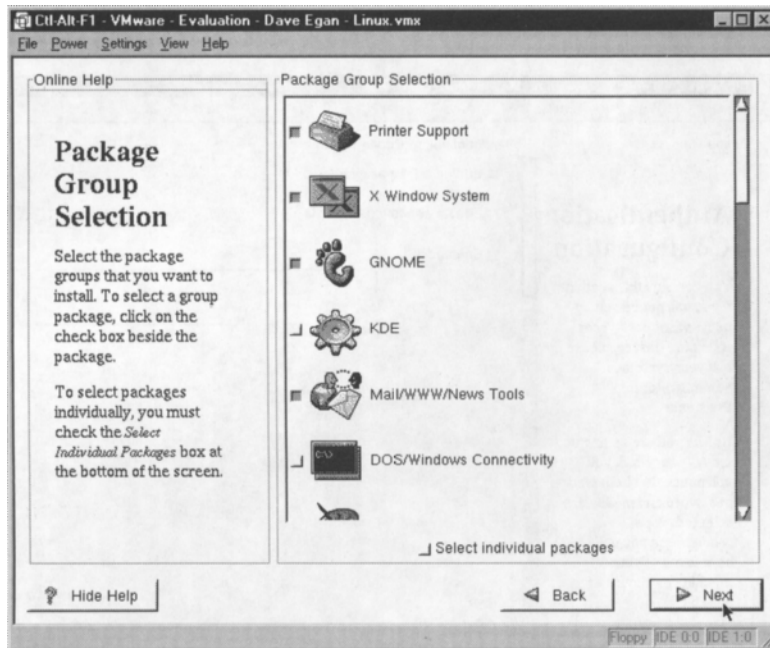 Ctl-Alt-F1 - VMware - Evaluation - Dave Egan - Linux.vmx
File Power Settings View Help
Online Help
Package
Group
Selection
Select the package
groups that you want to
install. To select a group
package, click on the
check box beside the
package.
To select packages
individually, you must
check the Select
Individual Packages box at
the bottom of the screen.
Hide Help
Package Group Selection
Printer Support
X Window System
GNOME
KDE
Mail/WWW/News Tools
C:\
DOS/Windows Connectivity
Select individual packages
Back
Next
Floppy IDE 0:0 IDE 1:0